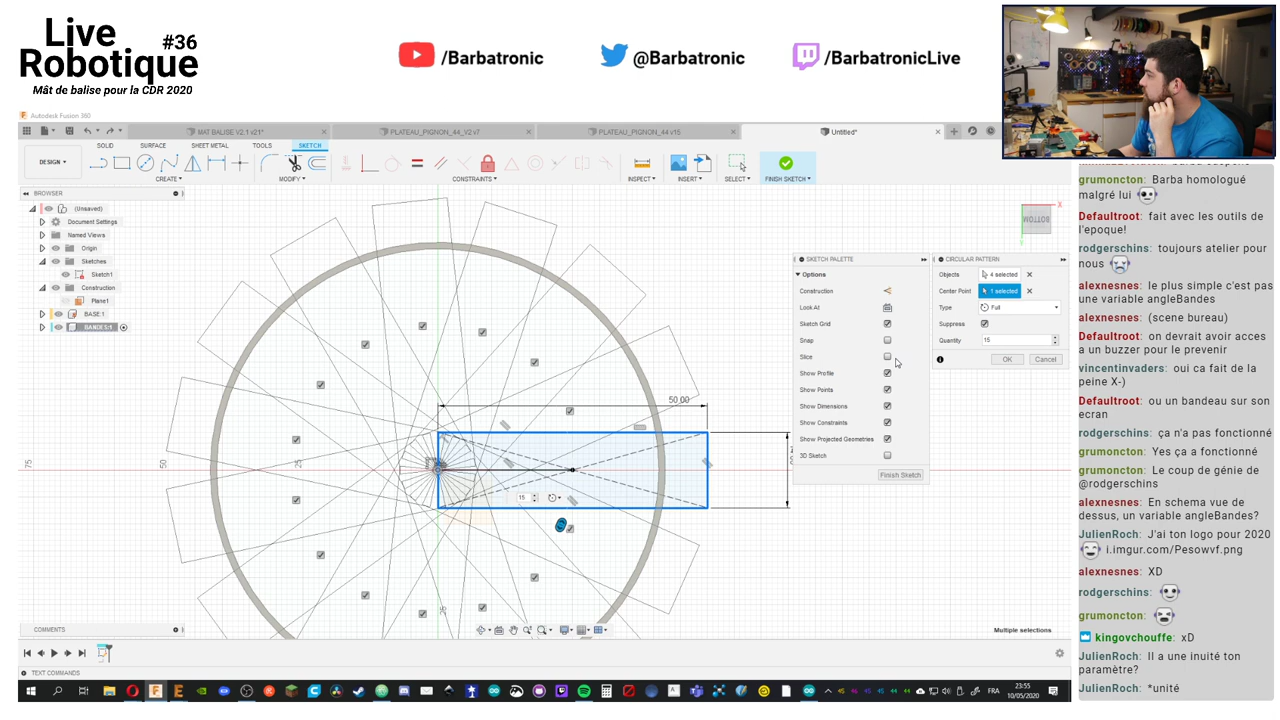 Live
Robotique #36
Mât de balise pour la CDR 2020
/Barbatronic
@Barbatronic
/BarbatronicLive
Autodesk Fusion 360
MAT BALISE V2.1 v21*
PLATEAU_PIGNON_44_V2 v7
PLATEAU_PIGNON_44 v15
Untitled*
SOLID
SURFACE
SHEET METAL
TOOLS
SKETCH
DESIGN
CREATE
MODIFY
CONSTRAINTS
INSPECT
INSERT
SELECT
FINISH SKETCH
BROWSER
(Unsaved)
Document Settings
Named Views
Origin
Sketches
Sketch1
Construction
Plane1
BASE:1
BANDES:1
BOTTOM
X
Y
50.00
75
50
25
25
15
SKETCH PALETTE
Options
Construction
Look At
Sketch Grid
Snap
Slice
Show Profile
Show Points
Show Dimensions
Show Constraints
Show Projected Geometries
3D Sketch
Finish Sketch
CIRCULAR PATTERN
Objects
4 selected
Center Point
1 selected
Type
Full
Suppress
Quantity
15
OK
Cancel
COMMENTS
Multiple selections
TEXT COMMANDS
FRA
23:55
10/05/2020
grumoncton: Barba homologué
malgré lui
Defaultroot: fait avec les outils de
l'epoque!
rodgerschins: toujours atelier pour
nous
alexnesnes: le plus simple c'est pas
une variable angleBandes
alexnesnes: (scene bureau)
Defaultroot: on devrait avoir acces
a un buzzer pour le prevenir
vincentinvaders: oui ca fait de la
peine X-)
Defaultroot: ou un bandeau sur son
ecran
rodgerschins: ça n'a pas fonctionné
grumoncton: Yes ça a fonctionné
grumoncton: Le coup de génie de
@rodgerschins
alexnesnes: En schema vue de
dessus, un variable angleBandes?
JulienRoch: J'ai ton logo pour 2020
i.imgur.com/Pesowvf.png
alexnesnes: XD
rodgerschins:
grumoncton:
kingovchouffe: xD
JulienRoch: Il a une inuité ton
paramètre?
JulienRoch: *unité